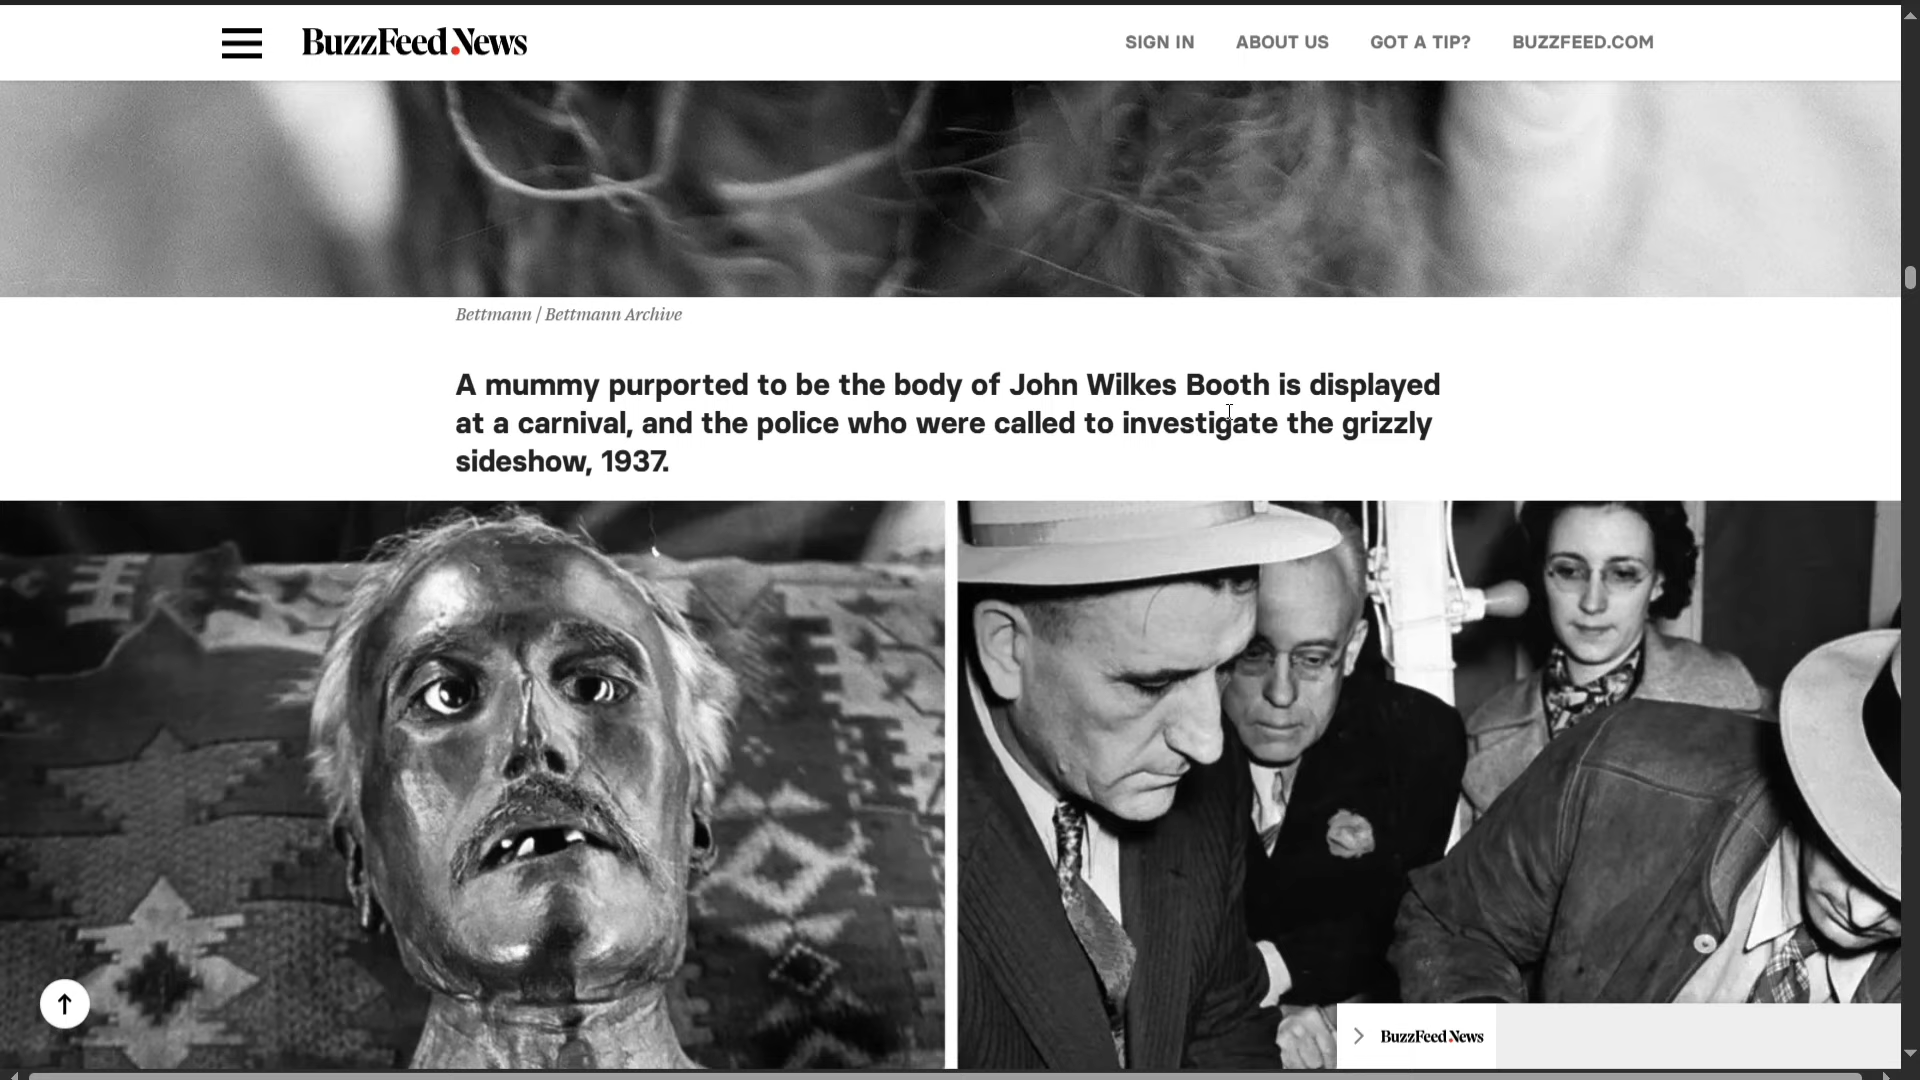 BuzzFeed News
SIGN IN
ABOUT US
GOT A TIP?
BUZZFEED.COM
Bettmann / Bettmann Archive
A mummy purported to be the body of John Wilkes Booth is displayed
at a carnival, and the police who were called to investigate the grizzly
sideshow, 1937.
BuzzFeed News